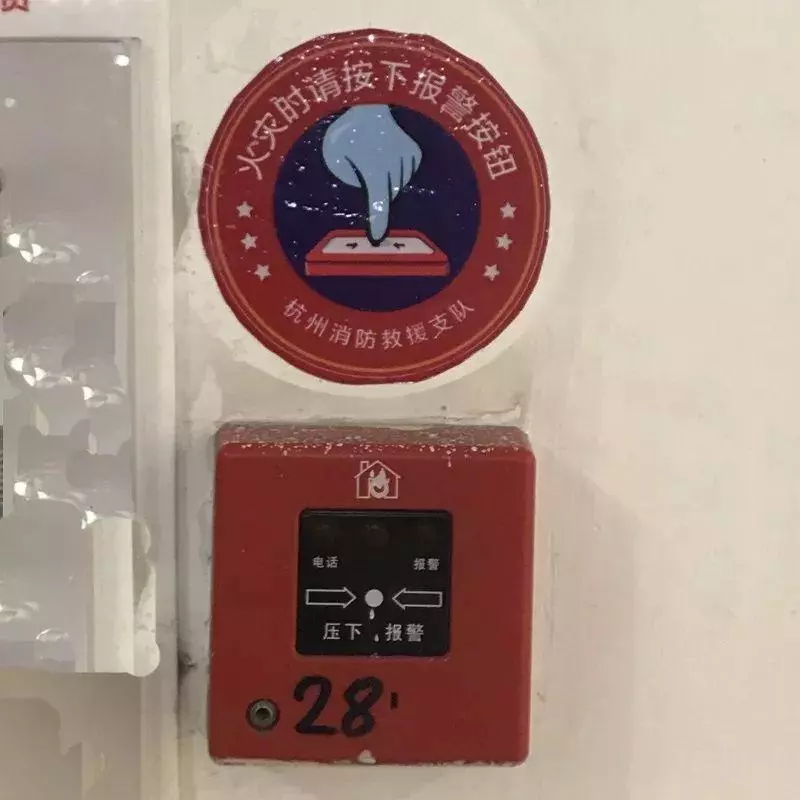 火灾时请按下报警按钮
杭州消防救援支队
电话 报警
压下 报警
28